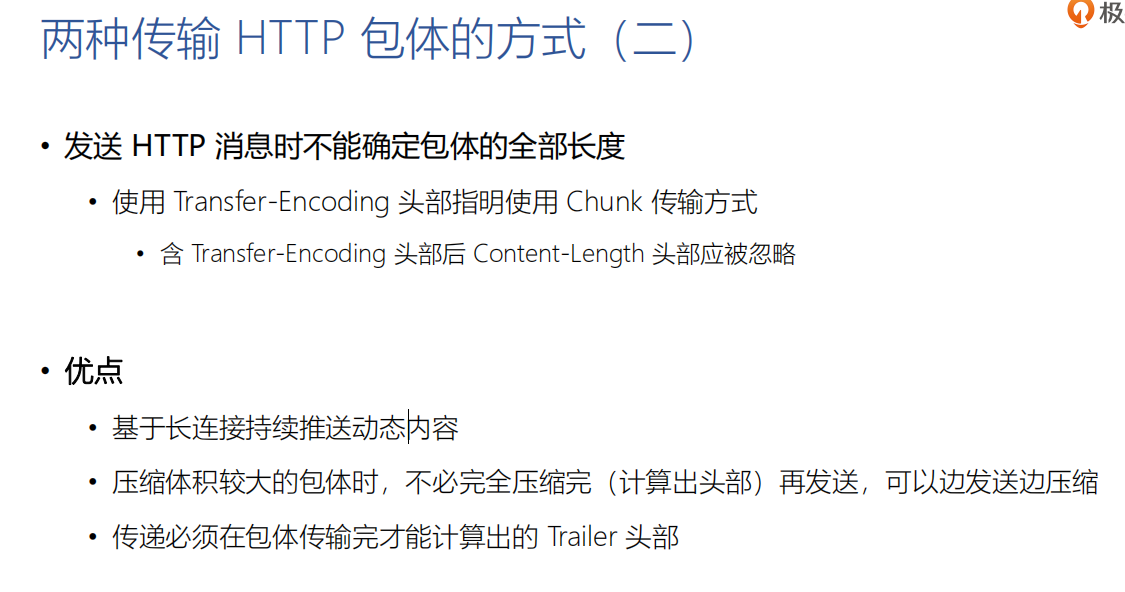 两种传输 HTTP 包体的方式（二）
极
• 发送 HTTP 消息时不能确定包体的全部长度
• 使用 Transfer-Encoding 头部指明使用 Chunk 传输方式
• 含 Transfer-Encoding 头部后 Content-Length 头部应被忽略
• 优点
• 基于长连接持续推送动态内容
• 压缩体积较大的包体时，不必完全压缩完（计算出头部）再发送，可以边发送边压缩
• 传递必须在包体传输完才能计算出的 Trailer 头部